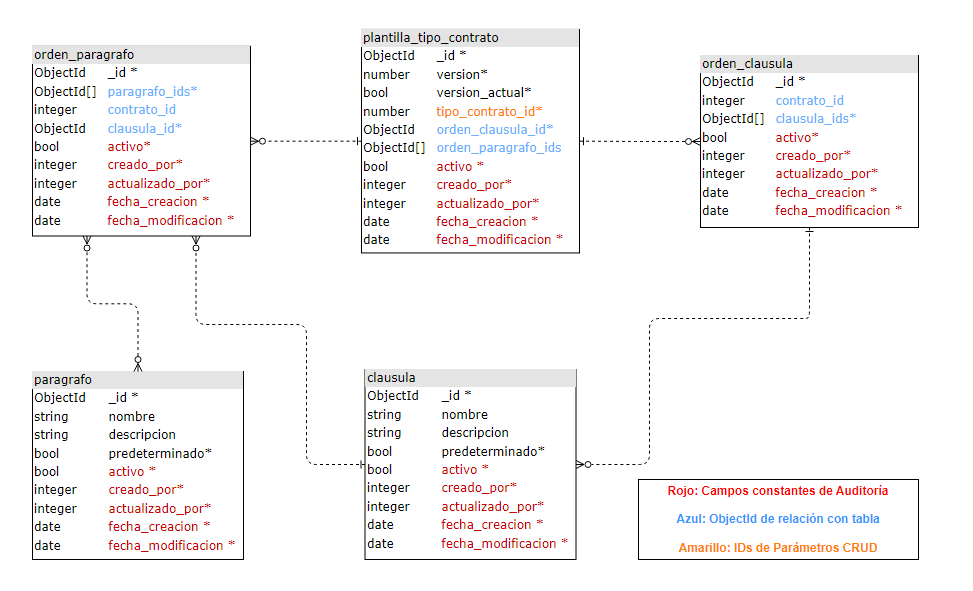 orden_paragrafo
ObjectId _id *
ObjectId[] paragrafo_ids*
integer contrato_id
ObjectId clausula_id*
bool activo*
integer creado_por*
integer actualizado_por*
date fecha_creacion *
date fecha_modificacion *
plantilla_tipo_contrato
ObjectId _id *
number version*
bool version_actual*
number tipo_contrato_id*
ObjectId orden_clausula_id*
ObjectId[] orden_paragrafo_ids
bool activo *
integer creado_por*
integer actualizado_por*
date fecha_creacion *
date fecha_modificacion *
orden_clausula
ObjectId _id *
integer contrato_id
ObjectId[] clausula_ids*
bool activo*
integer creado_por*
integer actualizado_por*
date fecha_creacion *
date fecha_modificacion *
paragrafo
ObjectId _id *
string nombre
string descripcion
bool predeterminado*
bool activo *
integer creado_por*
integer actualizado_por*
date fecha_creacion *
date fecha_modificacion *
clausula
ObjectId _id *
string nombre
string descripcion
bool predeterminado*
bool activo *
integer creado_por*
integer actualizado_por*
date fecha_creacion *
date fecha_modificacion *
Rojo: Campos constantes de Auditoría
Azul: ObjectId de relación con tabla
Amarillo: IDs de Parámetros CRUD